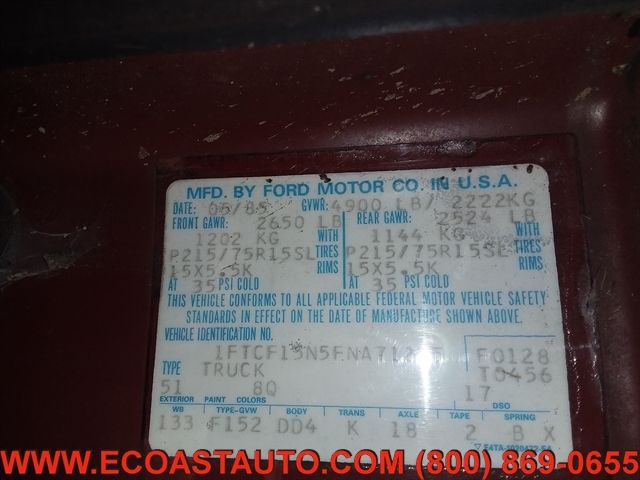 MFD. BY FORD MOTOR CO. IN U.S.A.
DATE: 05/85 GVWR: 4900 LB/ 2222KG
FRONT GAWR: 2650 LB REAR GAWR: 2524 LB
1202 KG WITH 1144 KG WITH
P215/75R15SL TIRES P215/75R15SL TIRES
15X5.5K RIMS 15X5.5K RIMS
AT 35 PSI COLD AT 35 PSI COLD
THIS VEHICLE CONFORMS TO ALL APPLICABLE FEDERAL MOTOR VEHICLE SAFETY
STANDARDS IN EFFECT ON THE DATE OF MANUFACTURE SHOWN ABOVE.
VEHICLE IDENTIFICATION NO.
F0128
TYPE TRUCK T0456
51 8Q 17
EXTERIOR PAINT COLORS DSO
WB TYPE-GVW BODY TRANS AXLE TAPE SPRING
133 F152 DD4 K 18 2 B X
WWW.ECOASTAUTO.COM (800) 869-0655